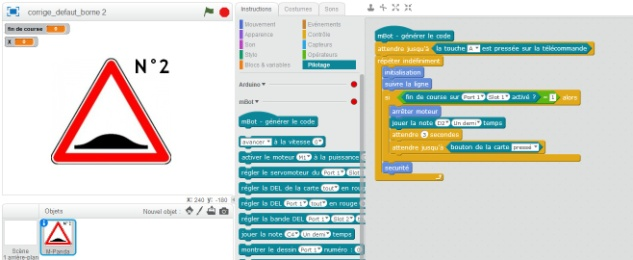 circ_defaut_borne 2
fin de course 0
X 0
N°2
X: 240 Y: -180
Objets
Nouvel objet :
Scène
1 arrière-plan
M-Panda
Instructions
Costumes
Sons
Mouvement
Evènements
Apparence
Contrôle
Son
Capteurs
Stylo
Opérateurs
Blocs & variables
Pilotage
Arduino
mBot
mBot - générer le code
avancer à la vitesse 0
activer le moteur M1 à la puissance
régler le servomoteur du Port 1 Slot 1
régler la DEL de la carte tout en rou
régler la DEL Port 1 tout en rouge
régler la bande DEL Port 1 Slot 2
jouer la note C4 Un demi temps
montrer le dessin Port 1 numéro :
mBot - générer le code
attendre jusqu'à la touche A est pressée sur la télécommande
répéter indéfiniment
initialisation
suivre la ligne
si fin de course sur Port 1 Slot 1 activé ? = 1 alors
arrêter moteur
jouer la note D2 Un demi temps
attendre 3 secondes
attendre jusqu'à bouton de la carte pressé
sécurité